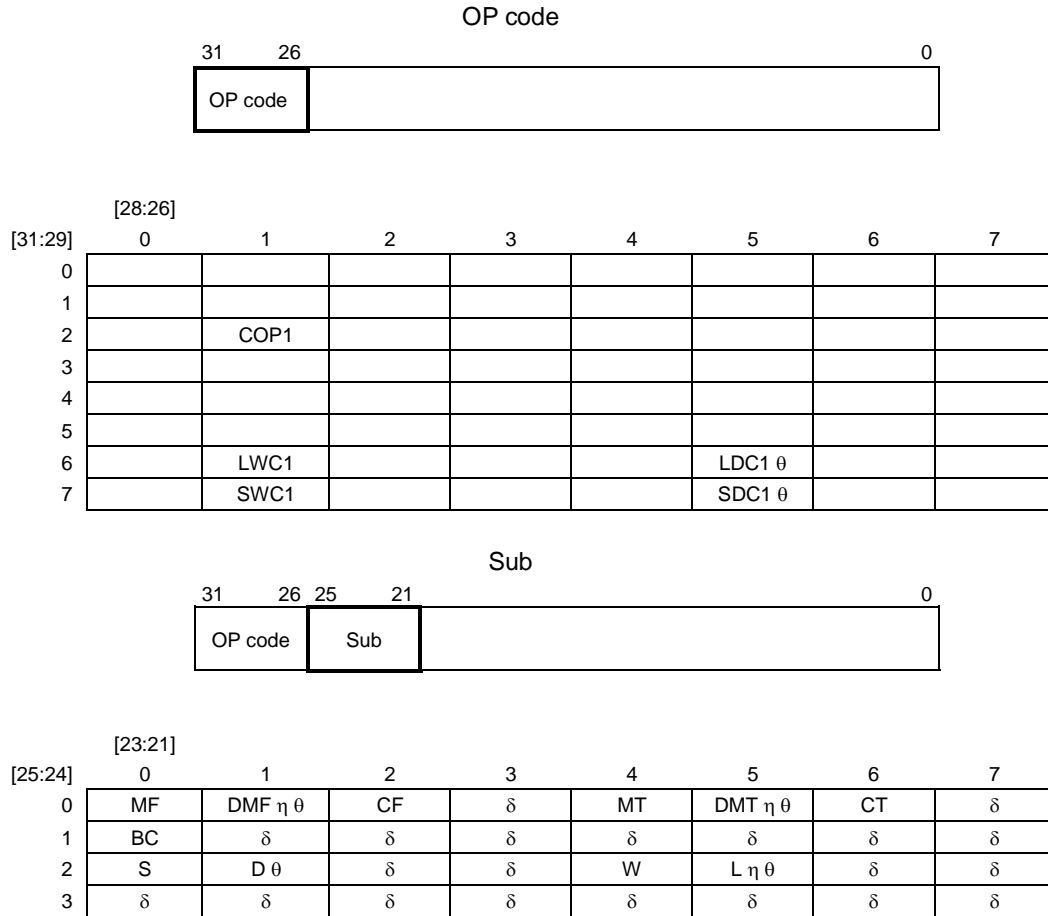 OP code
31 26 0
OP code
[28:26]
[31:29] 0 1 2 3 4 5 6 7
0
1
2 COP1
3
4
5
6 LWC1 LDC1 θ
7 SWC1 SDC1 θ
Sub
31 26 25 21 0
OP code Sub
[23:21]
[25:24] 0 1 2 3 4 5 6 7
0 MF DMF η θ CF δ MT DMT η θ CT δ
1 BC δ δ δ δ δ δ δ
2 S D θ δ δ W L η θ δ δ
3 δ δ δ δ δ δ δ δ